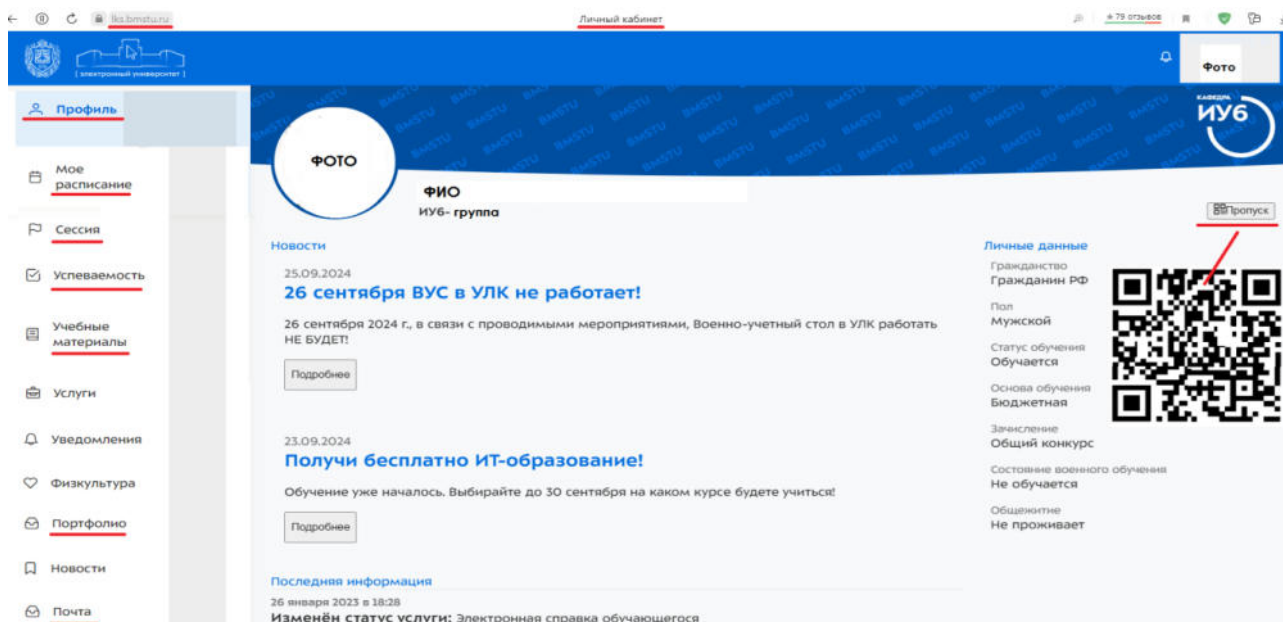 lks.bmstu.ru
Личный кабинет
★ 79 отзывов
[ электронный университет ]
Фото
Профиль
Мое
расписание
Сессия
Успеваемость
Учебные
материалы
Услуги
Уведомления
Физкультура
Портфолио
Новости
Почта
КАФЕДРА
ИУ6
ФОТО
ФИО
ИУ6- группа
Пропуск
Новости
25.09.2024
26 сентября ВУС в УЛК не работает!
26 сентября 2024 г., в связи с проводимыми мероприятиями, Военно-учетный стол в УЛК работать
НЕ БУДЕТ!
Подробнее
23.09.2024
Получи бесплатно ИТ-образование!
Обучение уже началось. Выбирайте до 30 сентября на каком курсе будете учиться!
Подробнее
Последняя информация
26 января 2023 в 18:28
Изменён статус услуги: Электронная справка обучающегося
Личные данные
Гражданство
Гражданин РФ
Пол
Мужской
Статус обучения
Обучается
Основа обучения
Бюджетная
Зачисление
Общий конкурс
Состояние военного обучения
Не обучается
Общежитие
Не проживает